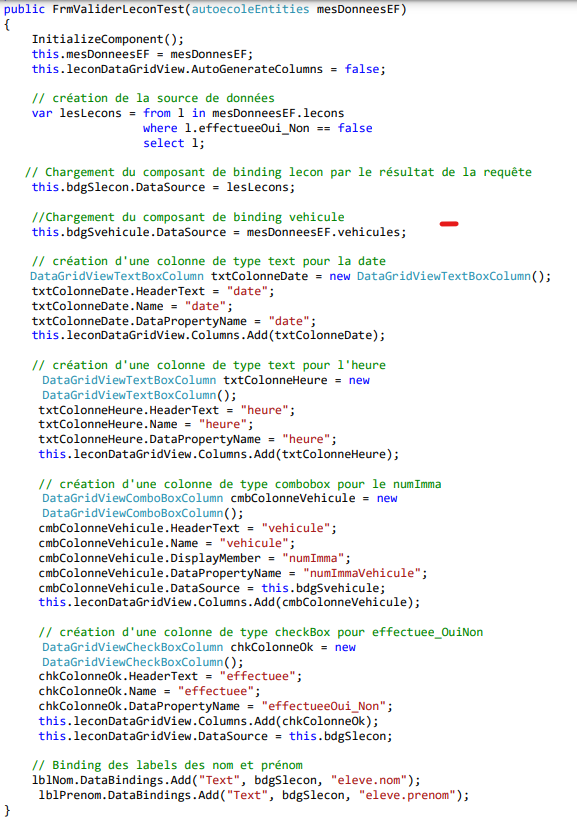 public FrmValiderLeconTest(autoecoleEntities mesDonneesEF)
{
InitializeComponent();
this.mesDonneesEF = mesDonnesEF;
this.leconDataGridView.AutoGenerateColumns = false;
// création de la source de données
var lesLecons = from l in mesDonneesEF.lecons
where l.effectueeOui_Non == false
select l;
// Chargement du composant de binding lecon par le résultat de la requête
this.bdgSlecon.DataSource = lesLecons;
//Chargement du composant de binding vehicule
this.bdgSvehicule.DataSource = mesDonneesEF.vehicules;
// création d'une colonne de type text pour la date
DataGridViewTextBoxColumn txtColonneDate = new DataGridViewTextBoxColumn();
txtColonneDate.HeaderText = "date";
txtColonneDate.Name = "date";
txtColonneDate.DataPropertyName = "date";
this.leconDataGridView.Columns.Add(txtColonneDate);
// création d'une colonne de type text pour l'heure
DataGridViewTextBoxColumn txtColonneHeure = new
DataGridViewTextBoxColumn();
txtColonneHeure.HeaderText = "heure";
txtColonneHeure.Name = "heure";
txtColonneHeure.DataPropertyName = "heure";
this.leconDataGridView.Columns.Add(txtColonneHeure);
// création d'une colonne de type combobox pour le numImma
DataGridViewComboBoxColumn cmbColonneVehicule = new
DataGridViewComboBoxColumn();
cmbColonneVehicule.HeaderText = "vehicule";
cmbColonneVehicule.Name = "vehicule";
cmbColonneVehicule.DisplayMember = "numImma";
cmbColonneVehicule.DataPropertyName = "numImmaVehicule";
cmbColonneVehicule.DataSource = this.bdgSvehicule;
this.leconDataGridView.Columns.Add(cmbColonneVehicule);
// création d'une colonne de type checkBox pour effectuee_OuiNon
DataGridViewCheckBoxColumn chkColonneOk = new
DataGridViewCheckBoxColumn();
chkColonneOk.HeaderText = "effectuee";
chkColonneOk.Name = "effectuee";
chkColonneOk.DataPropertyName = "effectueeOui_Non";
this.leconDataGridView.Columns.Add(chkColonneOk);
this.leconDataGridView.DataSource = this.bdgSlecon;
// Binding des labels des nom et prénom
lblNom.DataBindings.Add("Text", bdgSlecon, "eleve.nom");
lblPrenom.DataBindings.Add("Text", bdgSlecon, "eleve.prenom");
}